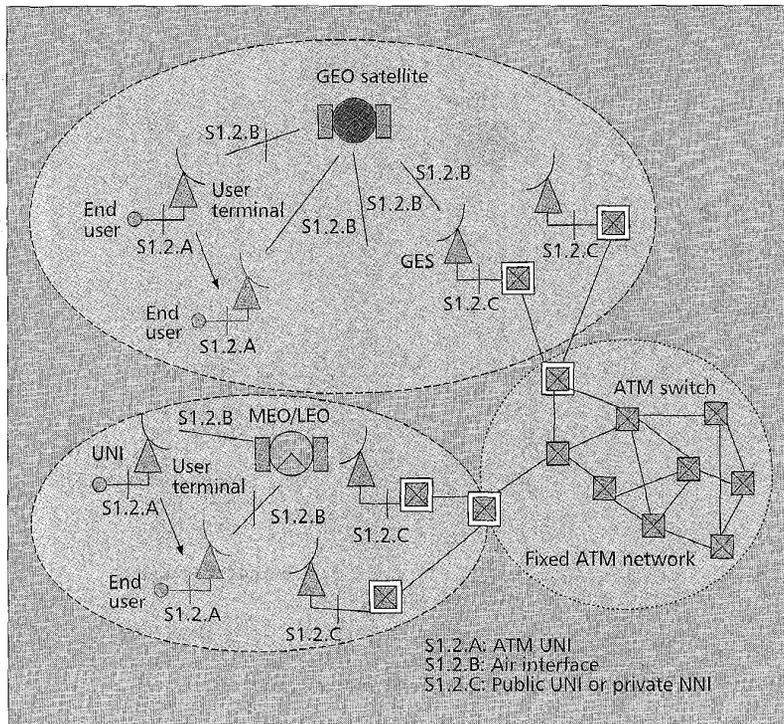 GEO satellite
S1.2.B
S1.2.B
User
terminal
End
user
S1.2.B
S1.2.B
S1.2.A
GES
S1.2.C
S1.2.C
End
user
S1.2.A
ATM switch
S1.2.B
MEO/LEO
UNI
User
terminal
S1.2.A
S1.2.B
S1.2.C
Fixed ATM network
End
user
S1.2.A
S1.2.C
S1.2.A: ATM UNI
S1.2.B: Air interface
S1.2.C: Public UNI or private NNI